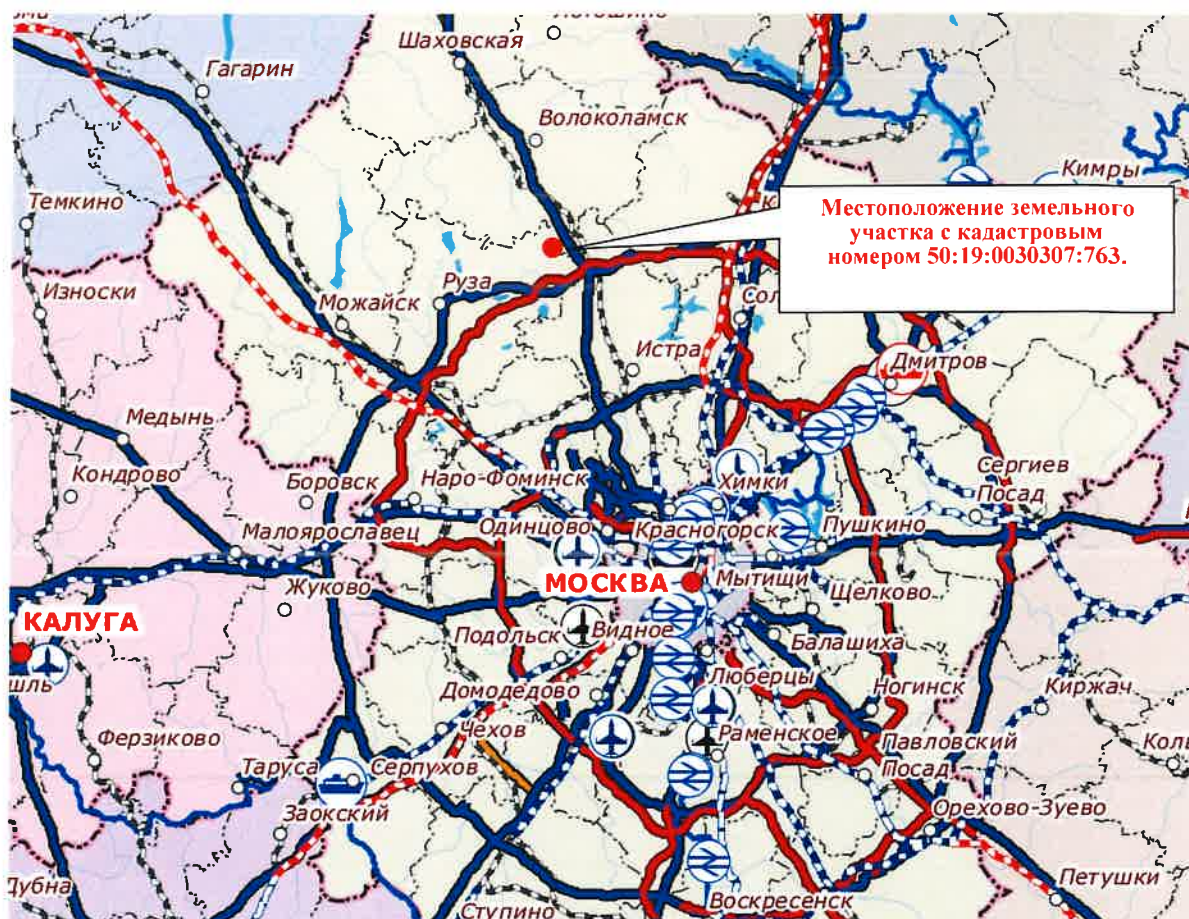 Шаховская
Гагарин
Волоколамск
Кимры
Темкино
Местоположение земельного
участка с кадастровым
номером 50:19:0030307:763.
Износки
Руза
Можайск
Сол
Истра
Дмитров
Медынь
Кондрово
Боровск
Наро-Фоминск
Химки
Сергиев
Посад
Малоярославец
Одинцово
Красногорск
Пушкино
МОСКВА
Мытищи
Жуково
Щелково
КАЛУГА
Подольск
Видное
Балашиха
Люберцы
шль
Домодедово
Ногинск
Киржач
Ферзиково
Чехов
Раменское
Павловский
Посад
Коль
Таруса
Серпухов
Заокский
Орехово-Зуево
Дубна
Петушки
Ступино
Воскресенск